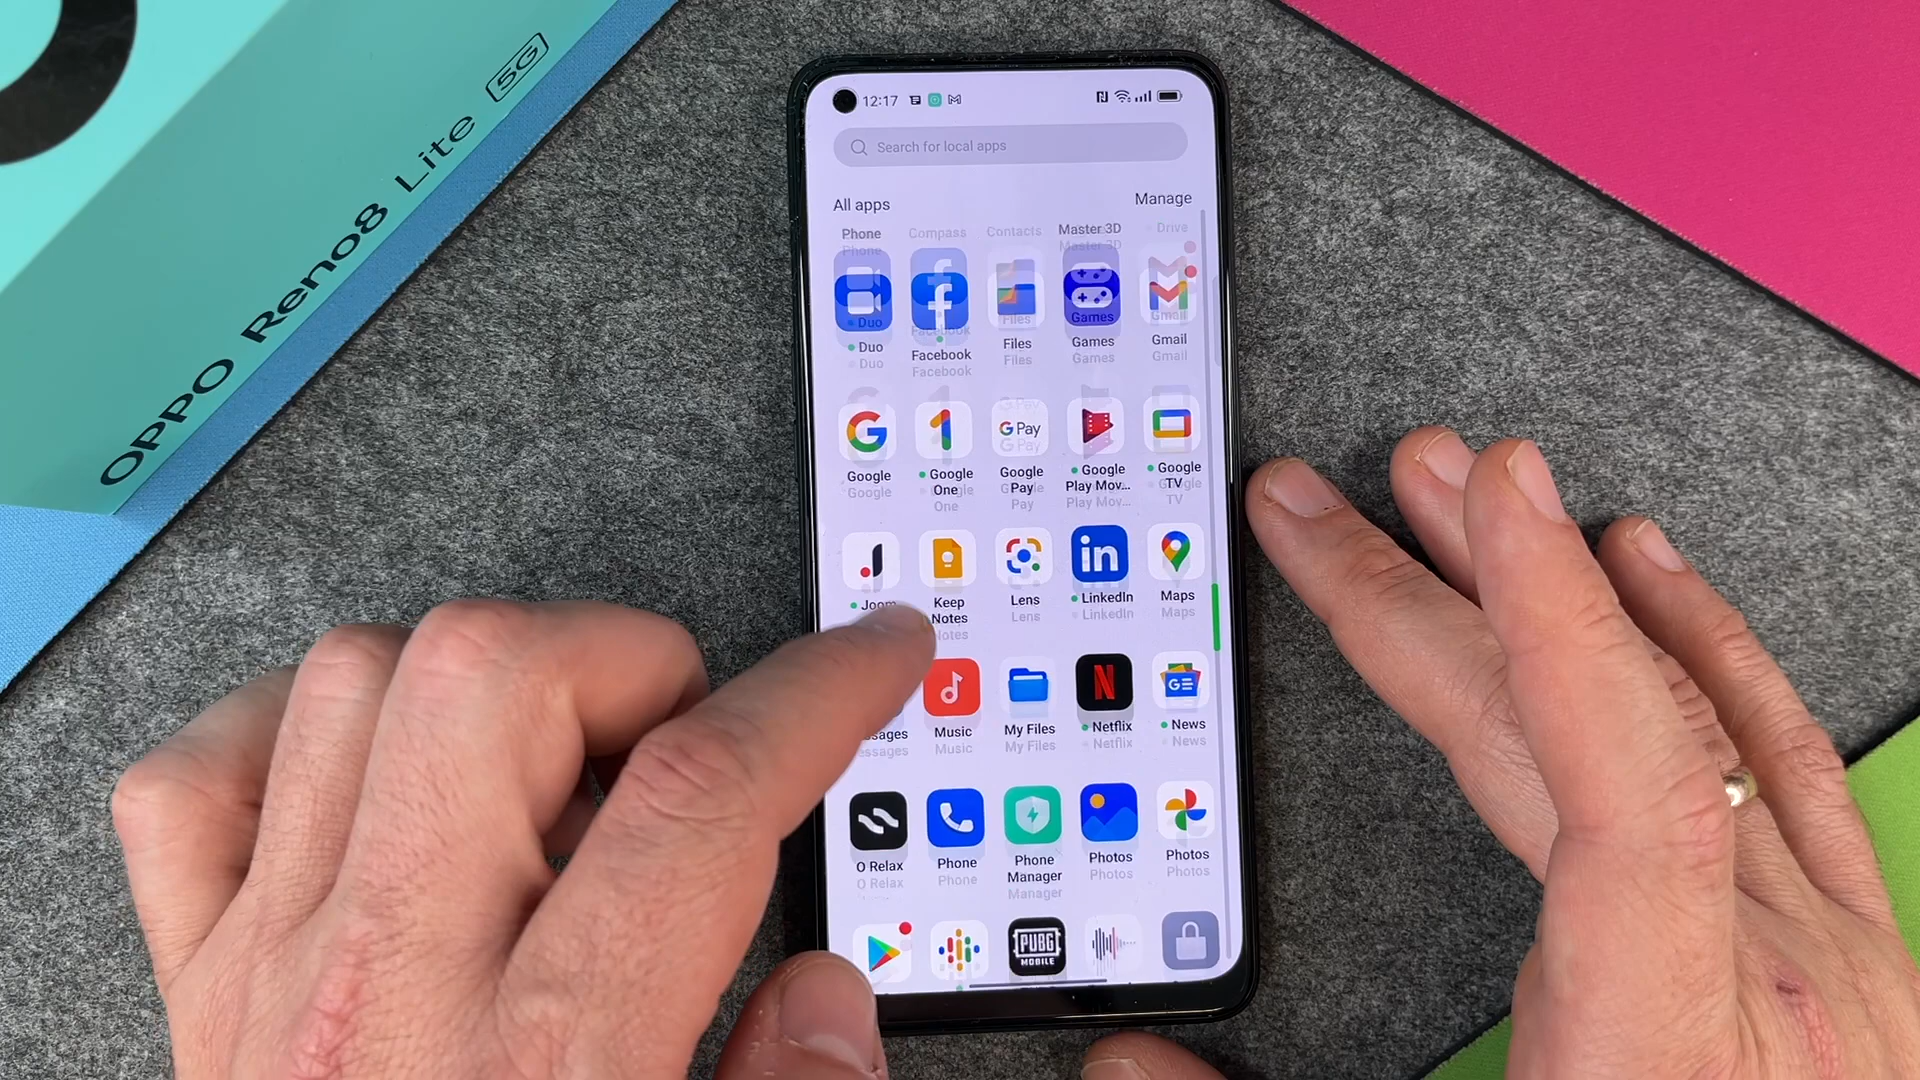 OPPO Reno8 Lite 5G
12:17
Search for local apps
All apps
Manage
Phone
Compass
Contacts
Master 3D
Drive
Duo
Facebook
Files
Games
Gmail
G Pay
Google
Google One
Google Pay
Google Play Mov...
Google TV
in
Joom
Keep Notes
Lens
LinkedIn
Maps
N
GE
ssages
Music
My Files
Netflix
News
O Relax
Phone
Phone Manager
Photos
Photos
PUBG
MOBILE